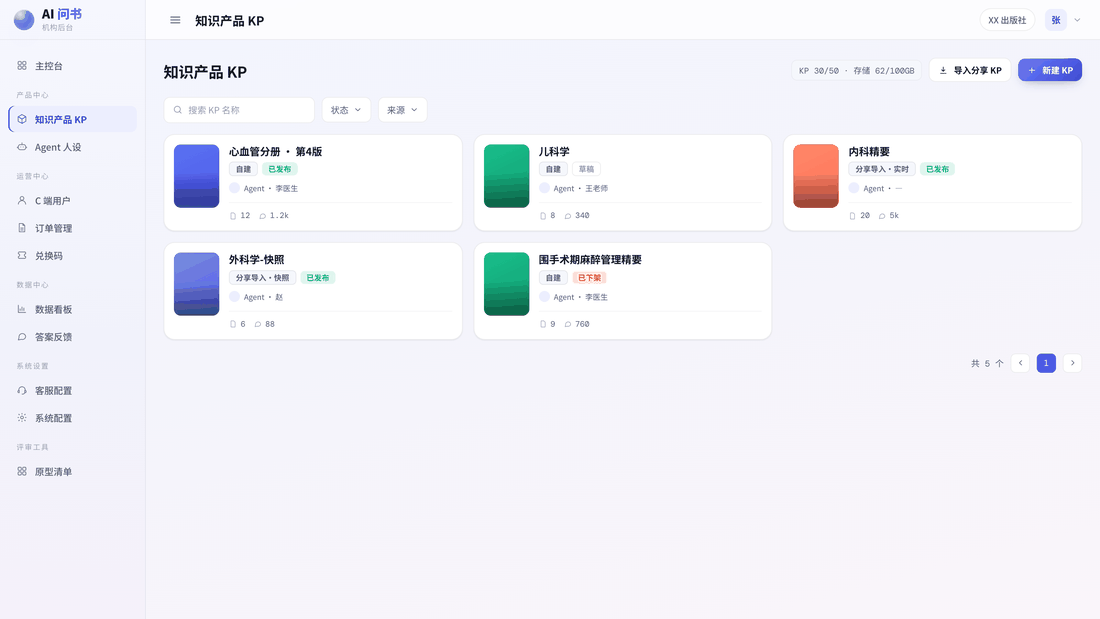 AI 问书
机构后台
主控台
产品中心
知识产品 KP
Agent 人设
运营中心
C 端用户
订单管理
兑换码
数据中心
数据看板
答案反馈
系统设置
客服配置
系统配置
评审工具
原型清单
知识产品 KP
XX 出版社
张
知识产品 KP
KP 30/50 · 存储 62/100GB
导入分享 KP
新建 KP
搜索 KP 名称
状态
来源
心血管分册 · 第4版
自建 已发布
Agent · 李医生
12 1.2k
儿科学
自建 草稿
Agent · 王老师
8 340
内科精要
分享导入·实时 已发布
Agent · —
20 5k
外科学-快照
分享导入·快照 已发布
Agent · 赵
6 88
围手术期麻醉管理精要
自建 已下架
Agent · 李医生
9 760
共 5 个
1